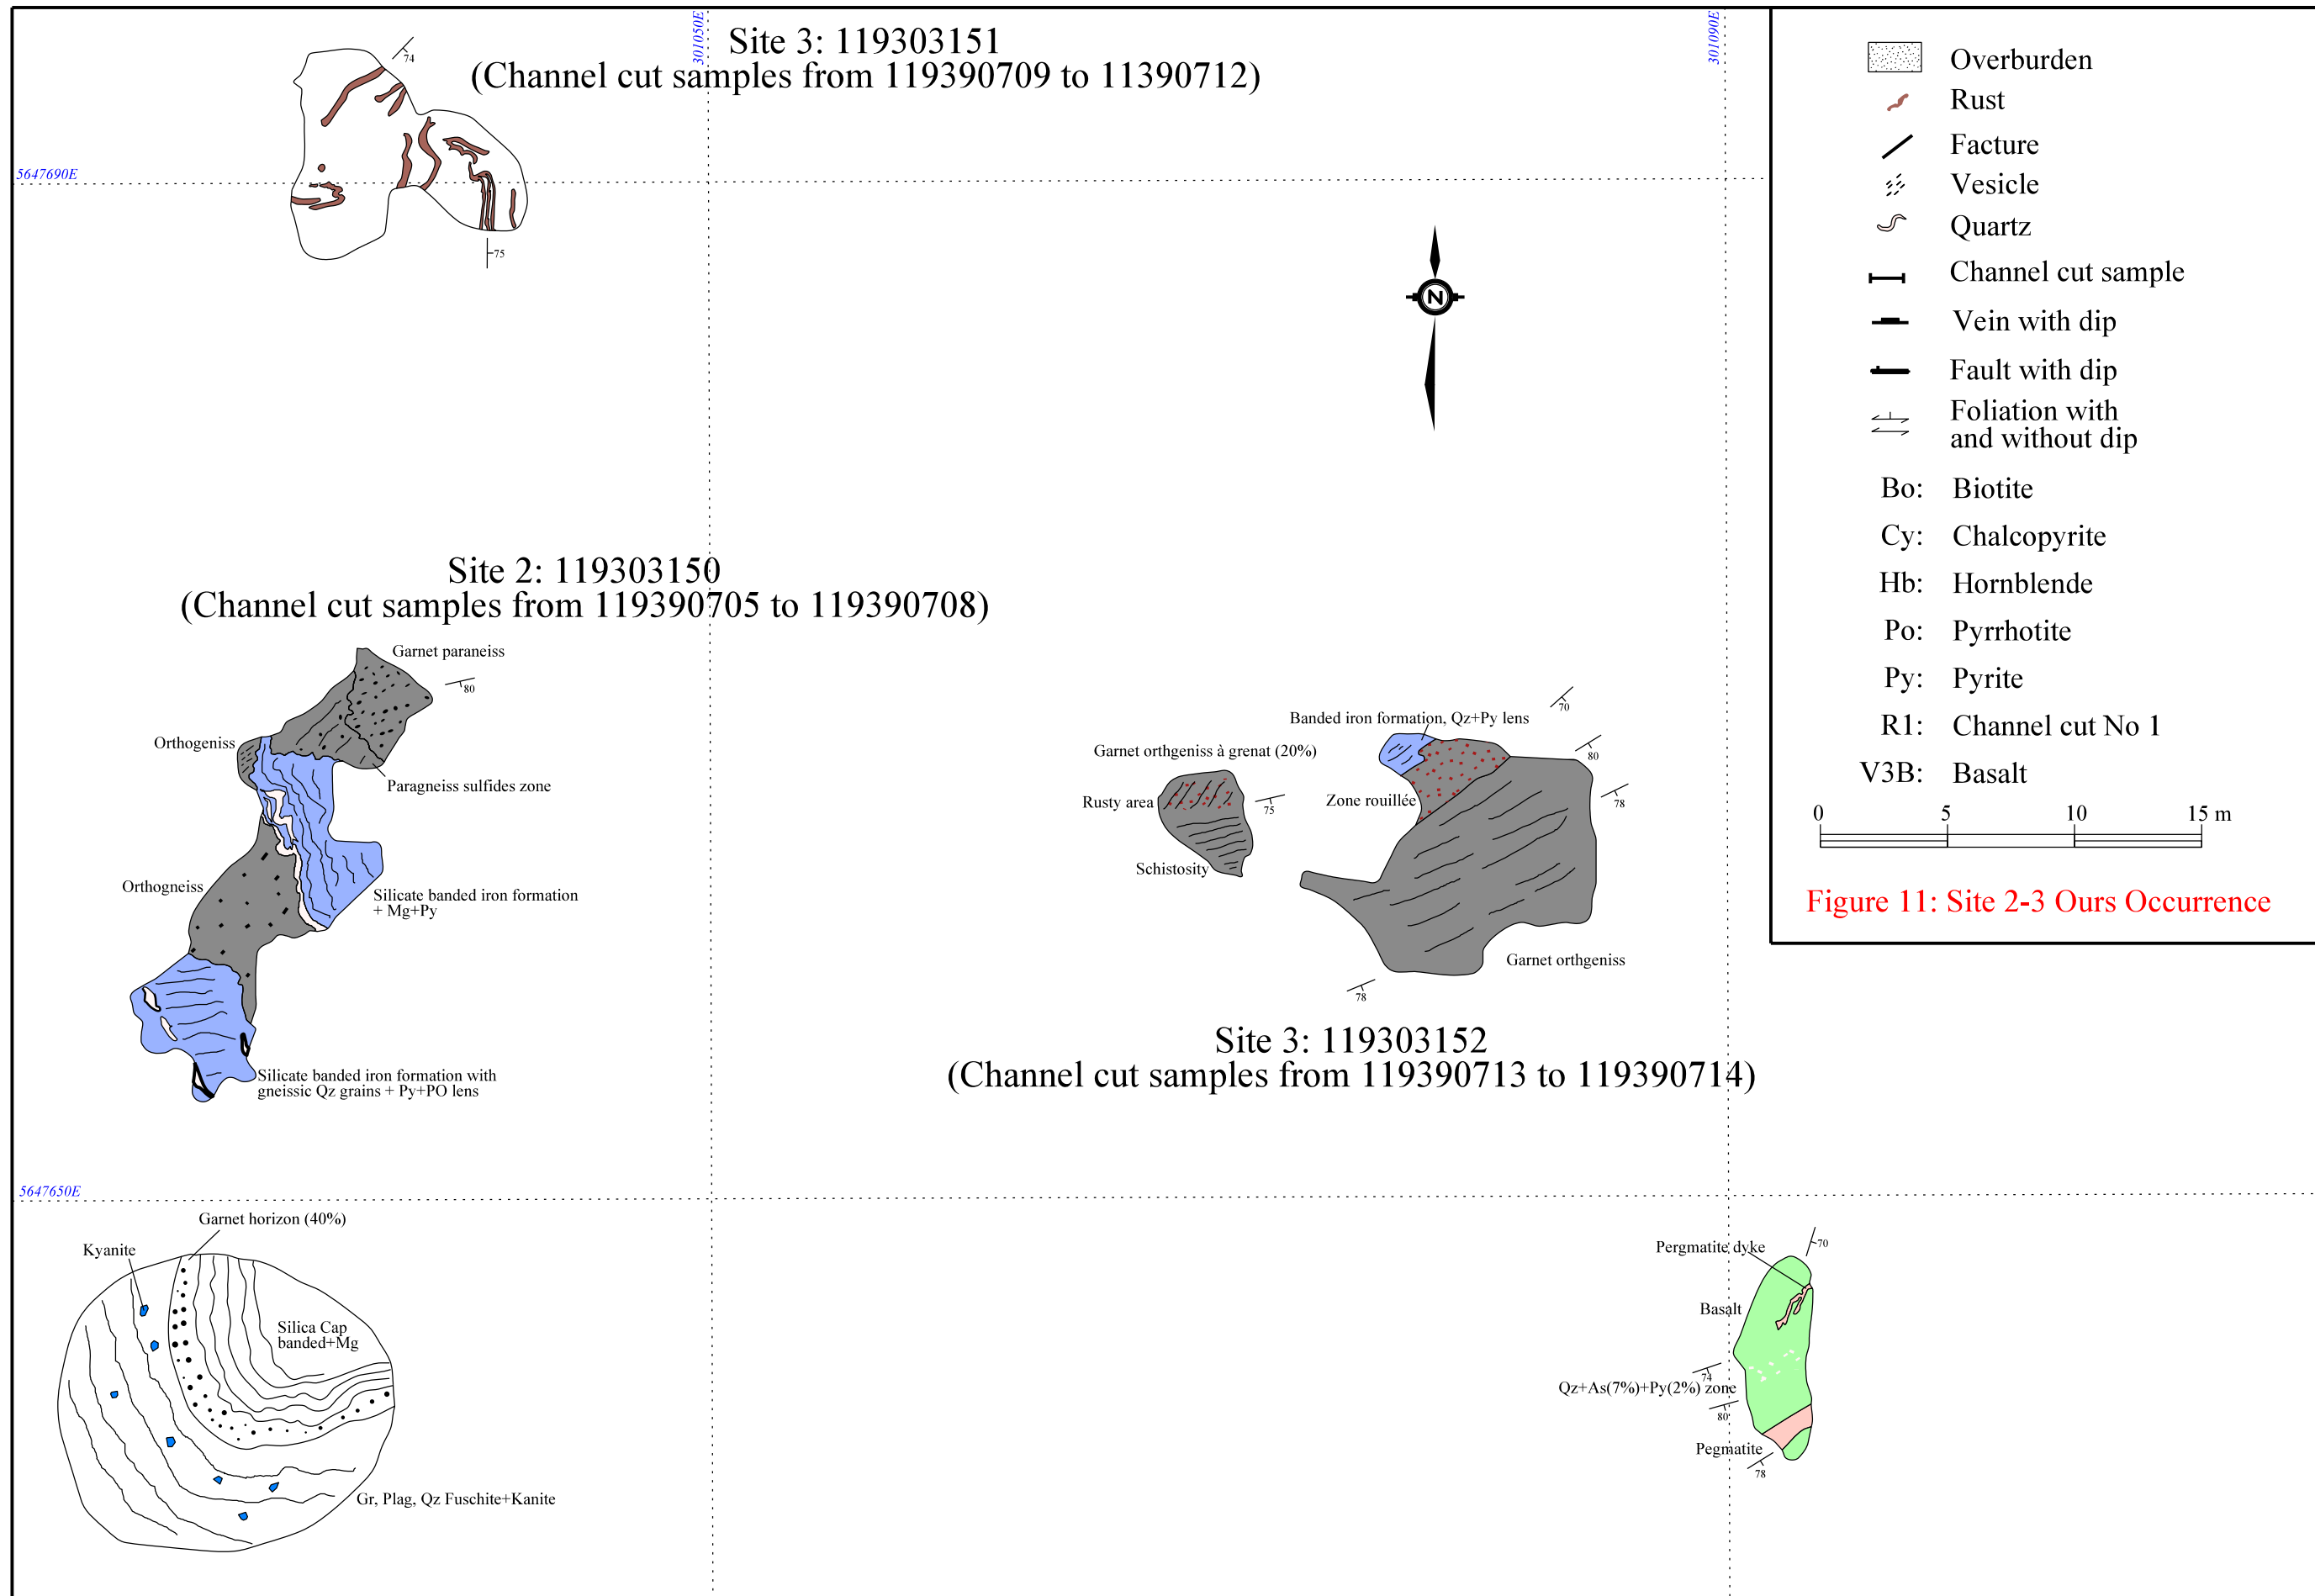 301050E
Site 3: 119303151
(Channel cut samples from 119390709 to 11390712)
301090E
74
5647690E
75
N
Site 2: 119303150
(Channel cut samples from 119390705 to 119390708)
Garnet paraneiss
80
Orthogeniss
Paragneiss sulfides zone
Orthogneiss
Silicate banded iron formation
+ Mg+Py
Silicate banded iron formation with
gneissic Qz grains + Py+PO lens
70
Banded iron formation, Qz+Py lens
80
Garnet orthgeniss à grenat (20%)
Rusty area
75
Zone rouillée
78
Schistosity
Garnet orthgeniss
78
Site 3: 119303152
(Channel cut samples from 119390713 to 119390714)
5647650E
Garnet horizon (40%)
Kyanite
Silica Cap
banded+Mg
Gr, Plag, Qz Fuschite+Kanite
Pergmatite dyke
70
Basalt
74
Qz+As(7%)+Py(2%) zone
80
Pegmatite
78
Overburden
Rust
Facture
Vesicle
Quartz
Channel cut sample
Vein with dip
Fault with dip
Foliation with
and without dip
Bo: Biotite
Cy: Chalcopyrite
Hb: Hornblende
Po: Pyrrhotite
Py: Pyrite
R1: Channel cut No 1
V3B: Basalt
0 5 10 15 m
Figure 11: Site 2-3 Ours Occurrence